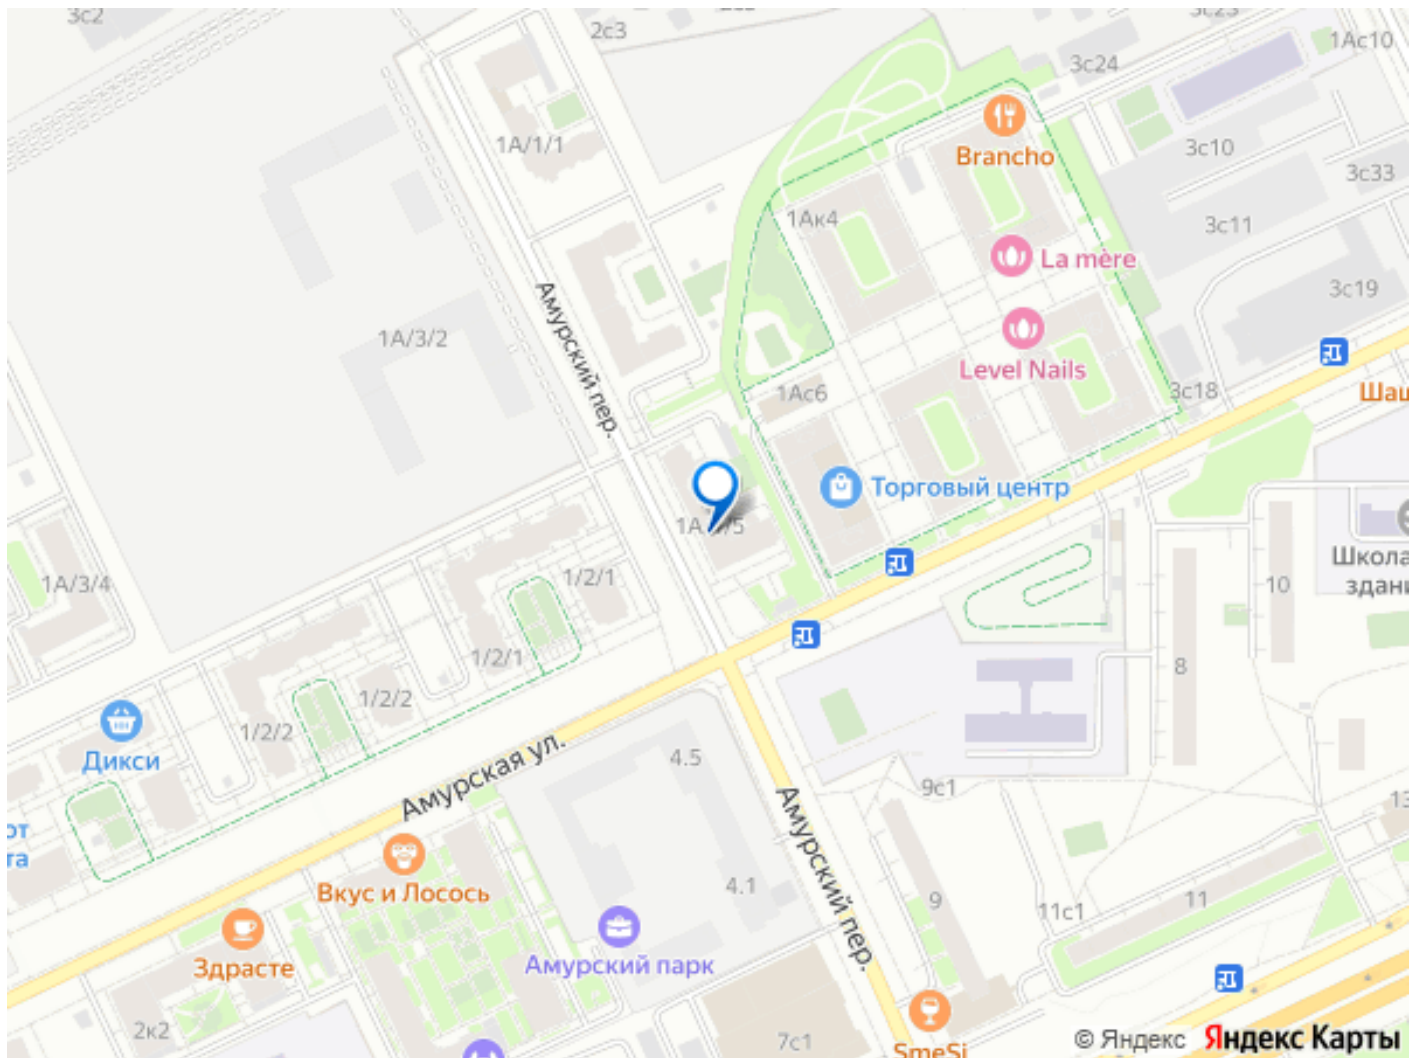 3с2
2с3
3с24
1Ас10
1А/1/1
Brancho
3с10
3с33
1Ак4
3с11
La mère
3с19
Амурский пер.
1А/3/2
Level Nails
1Ас6
3с18
Торговый центр
1А/3/4
1/2/1
Школа
10
1/2/1
8
1/2/2
1/2/2
Дикси
4.5
Амурская ул.
9с1
Амурский пер.
Вкус и Лосось
4.1
9
11с1
11
Здрасте
Амурский парк
2к2
7с1
SmeSi
© Яндекс Яндекс Карты